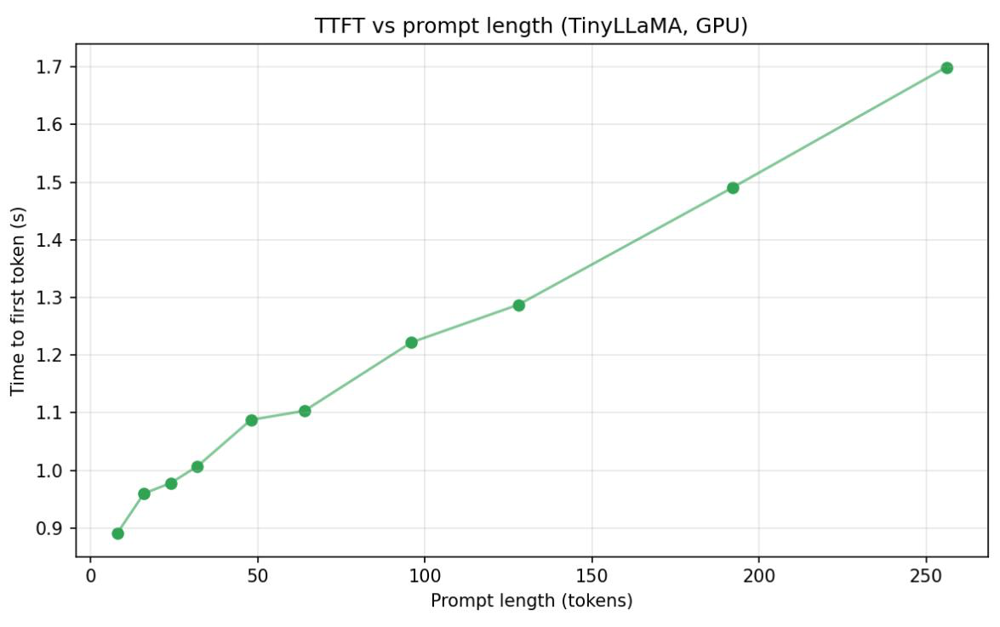 TTFT vs prompt length (TinyLLaMA, GPU)
1.7
1.6
1.5
1.4
1.3
1.2
1.1
1.0
0.9
Time to first token (s)
0 50 100 150 200 250
Prompt length (tokens)